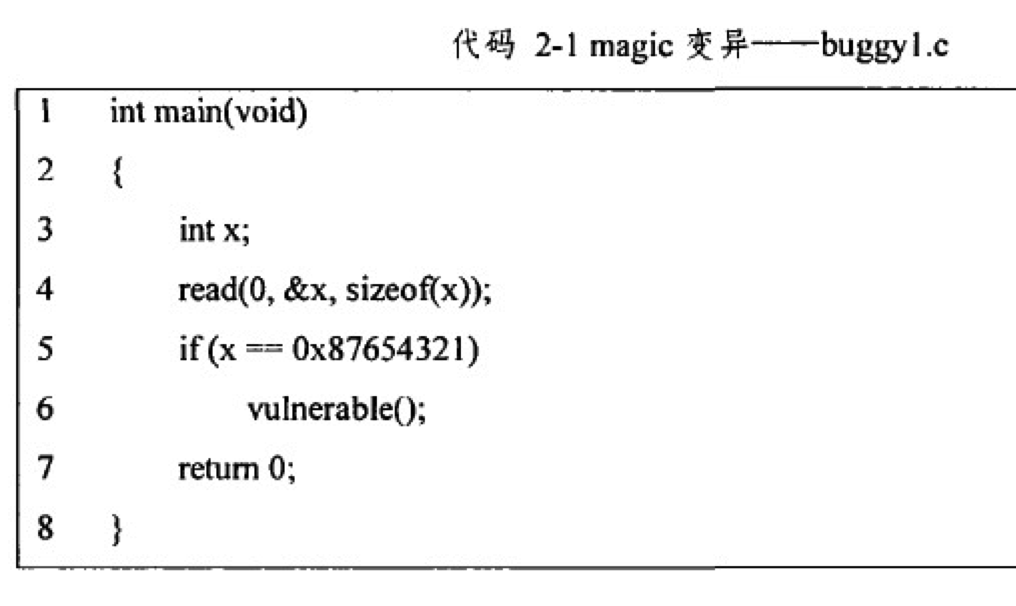 代码 2-1 magic 变异——buggy1.c
1 int main(void)
2 {
3 int x;
4 read(0, &x, sizeof(x));
5 if (x == 0x87654321)
6 vulnerable();
7 return 0;
8 }